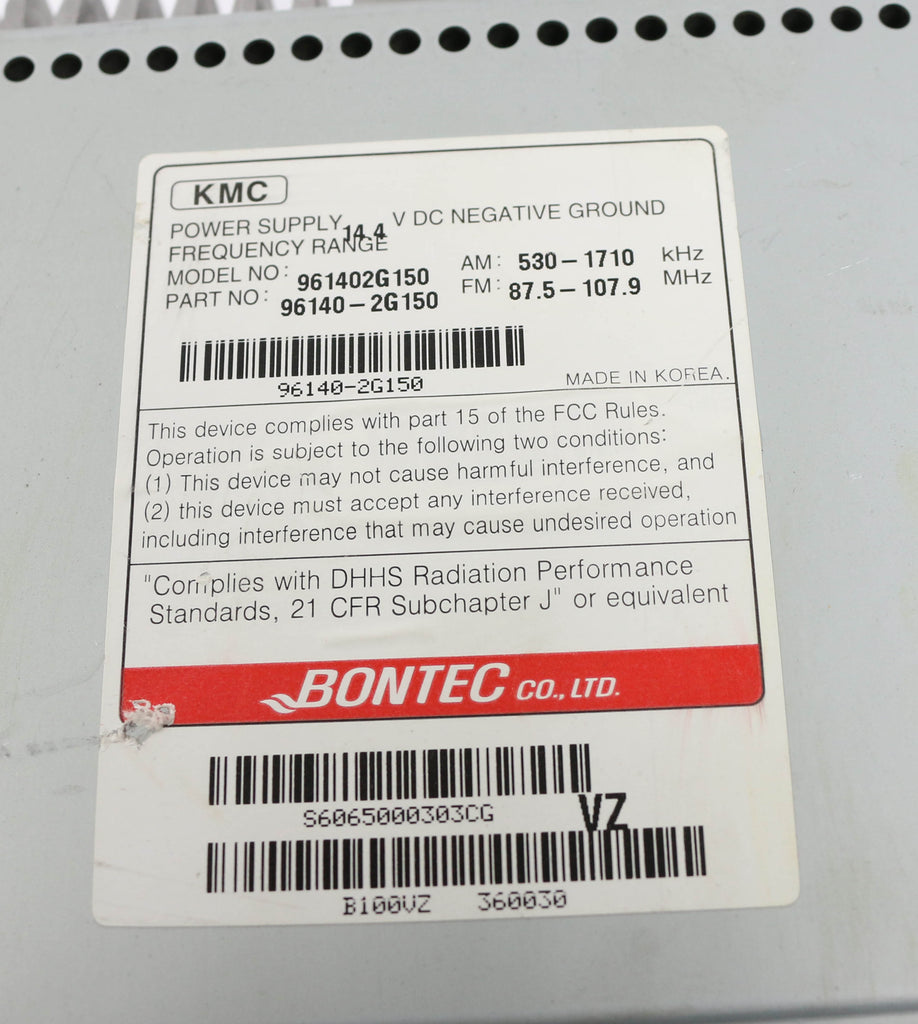 KMC
POWER SUPPLY 14.4 V DC NEGATIVE GROUND
FREQUENCY RANGE
MODEL NO: 961402G150 AM: 530-1710 kHz
PART NO: 96140-2G150 FM: 87.5-107.9 MHz
96140-2G150
MADE IN KOREA.
This device complies with part 15 of the FCC Rules.
Operation is subject to the following two conditions:
(1) This device may not cause harmful interference, and
(2) this device must accept any interference received,
including interference that may cause undesired operation
"Complies with DHHS Radiation Performance
Standards, 21 CFR Subchapter J" or equivalent
BONTEC CO., LTD.
S6065000303CG
VZ
B100VZ 360030